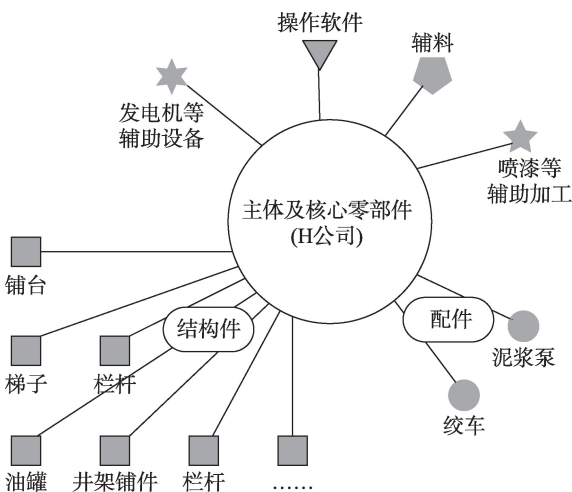 操作软件
辅料
发电机等
辅助设备
喷漆等
辅助加工
主体及核心零部件
(H公司)
铺台
结构件
配件
泥浆泵
梯子
栏杆
绞车
油罐
井架铺件
栏杆
……